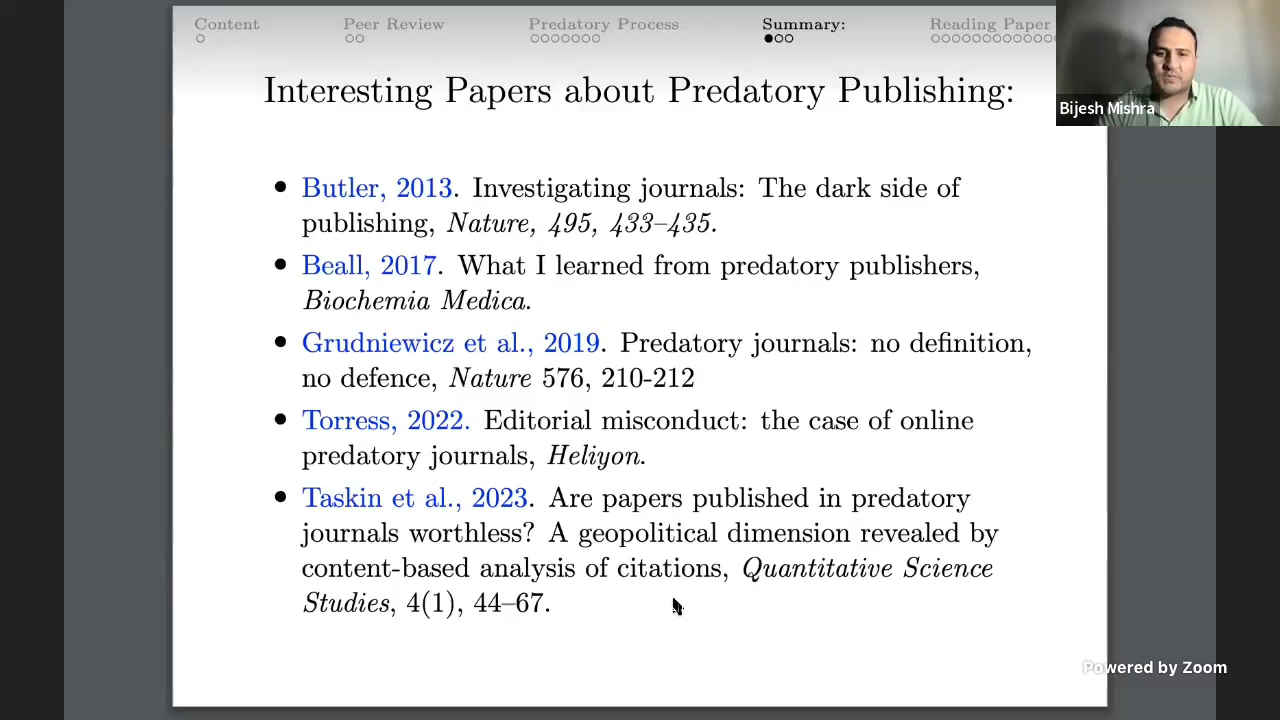 Content Peer Review Predatory Process Summary: Reading Paper
Bijesh Mishra
Interesting Papers about Predatory Publishing:
• Butler, 2013. Investigating journals: The dark side of
publishing, Nature, 495, 433–435.
• Beall, 2017. What I learned from predatory publishers,
Biochemia Medica.
• Grudniewicz et al., 2019. Predatory journals: no definition,
no defence, Nature 576, 210-212
• Torress, 2022. Editorial misconduct: the case of online
predatory journals, Heliyon.
• Taskin et al., 2023. Are papers published in predatory
journals worthless? A geopolitical dimension revealed by
content-based analysis of citations, Quantitative Science
Studies, 4(1), 44–67.
Powered by Zoom